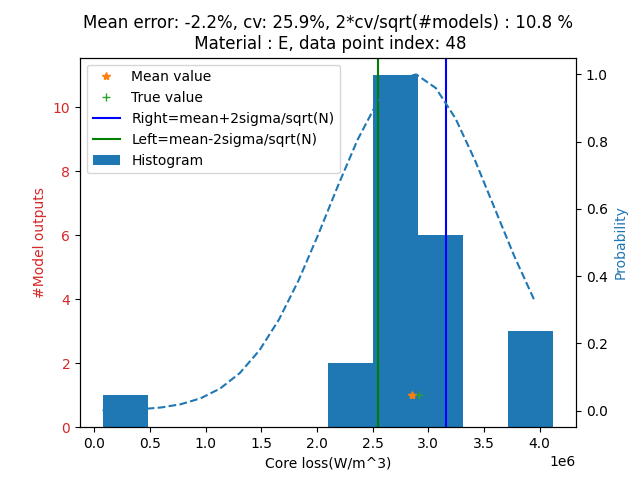 Mean error: -2.2%, cv: 25.9%, 2*cv/sqrt(#models) : 10.8 %
Material : E, data point index: 48
Mean value
True value
Right=mean+2sigma/sqrt(N)
Left=mean-2sigma/sqrt(N)
Histogram
#Model outputs
10
8
6
4
2
0
1.0
0.8
0.6
0.4
0.2
0.0
Probability
0.0 0.5 1.0 1.5 2.0 2.5 3.0 3.5 4.0
1e6
Core loss(W/m^3)